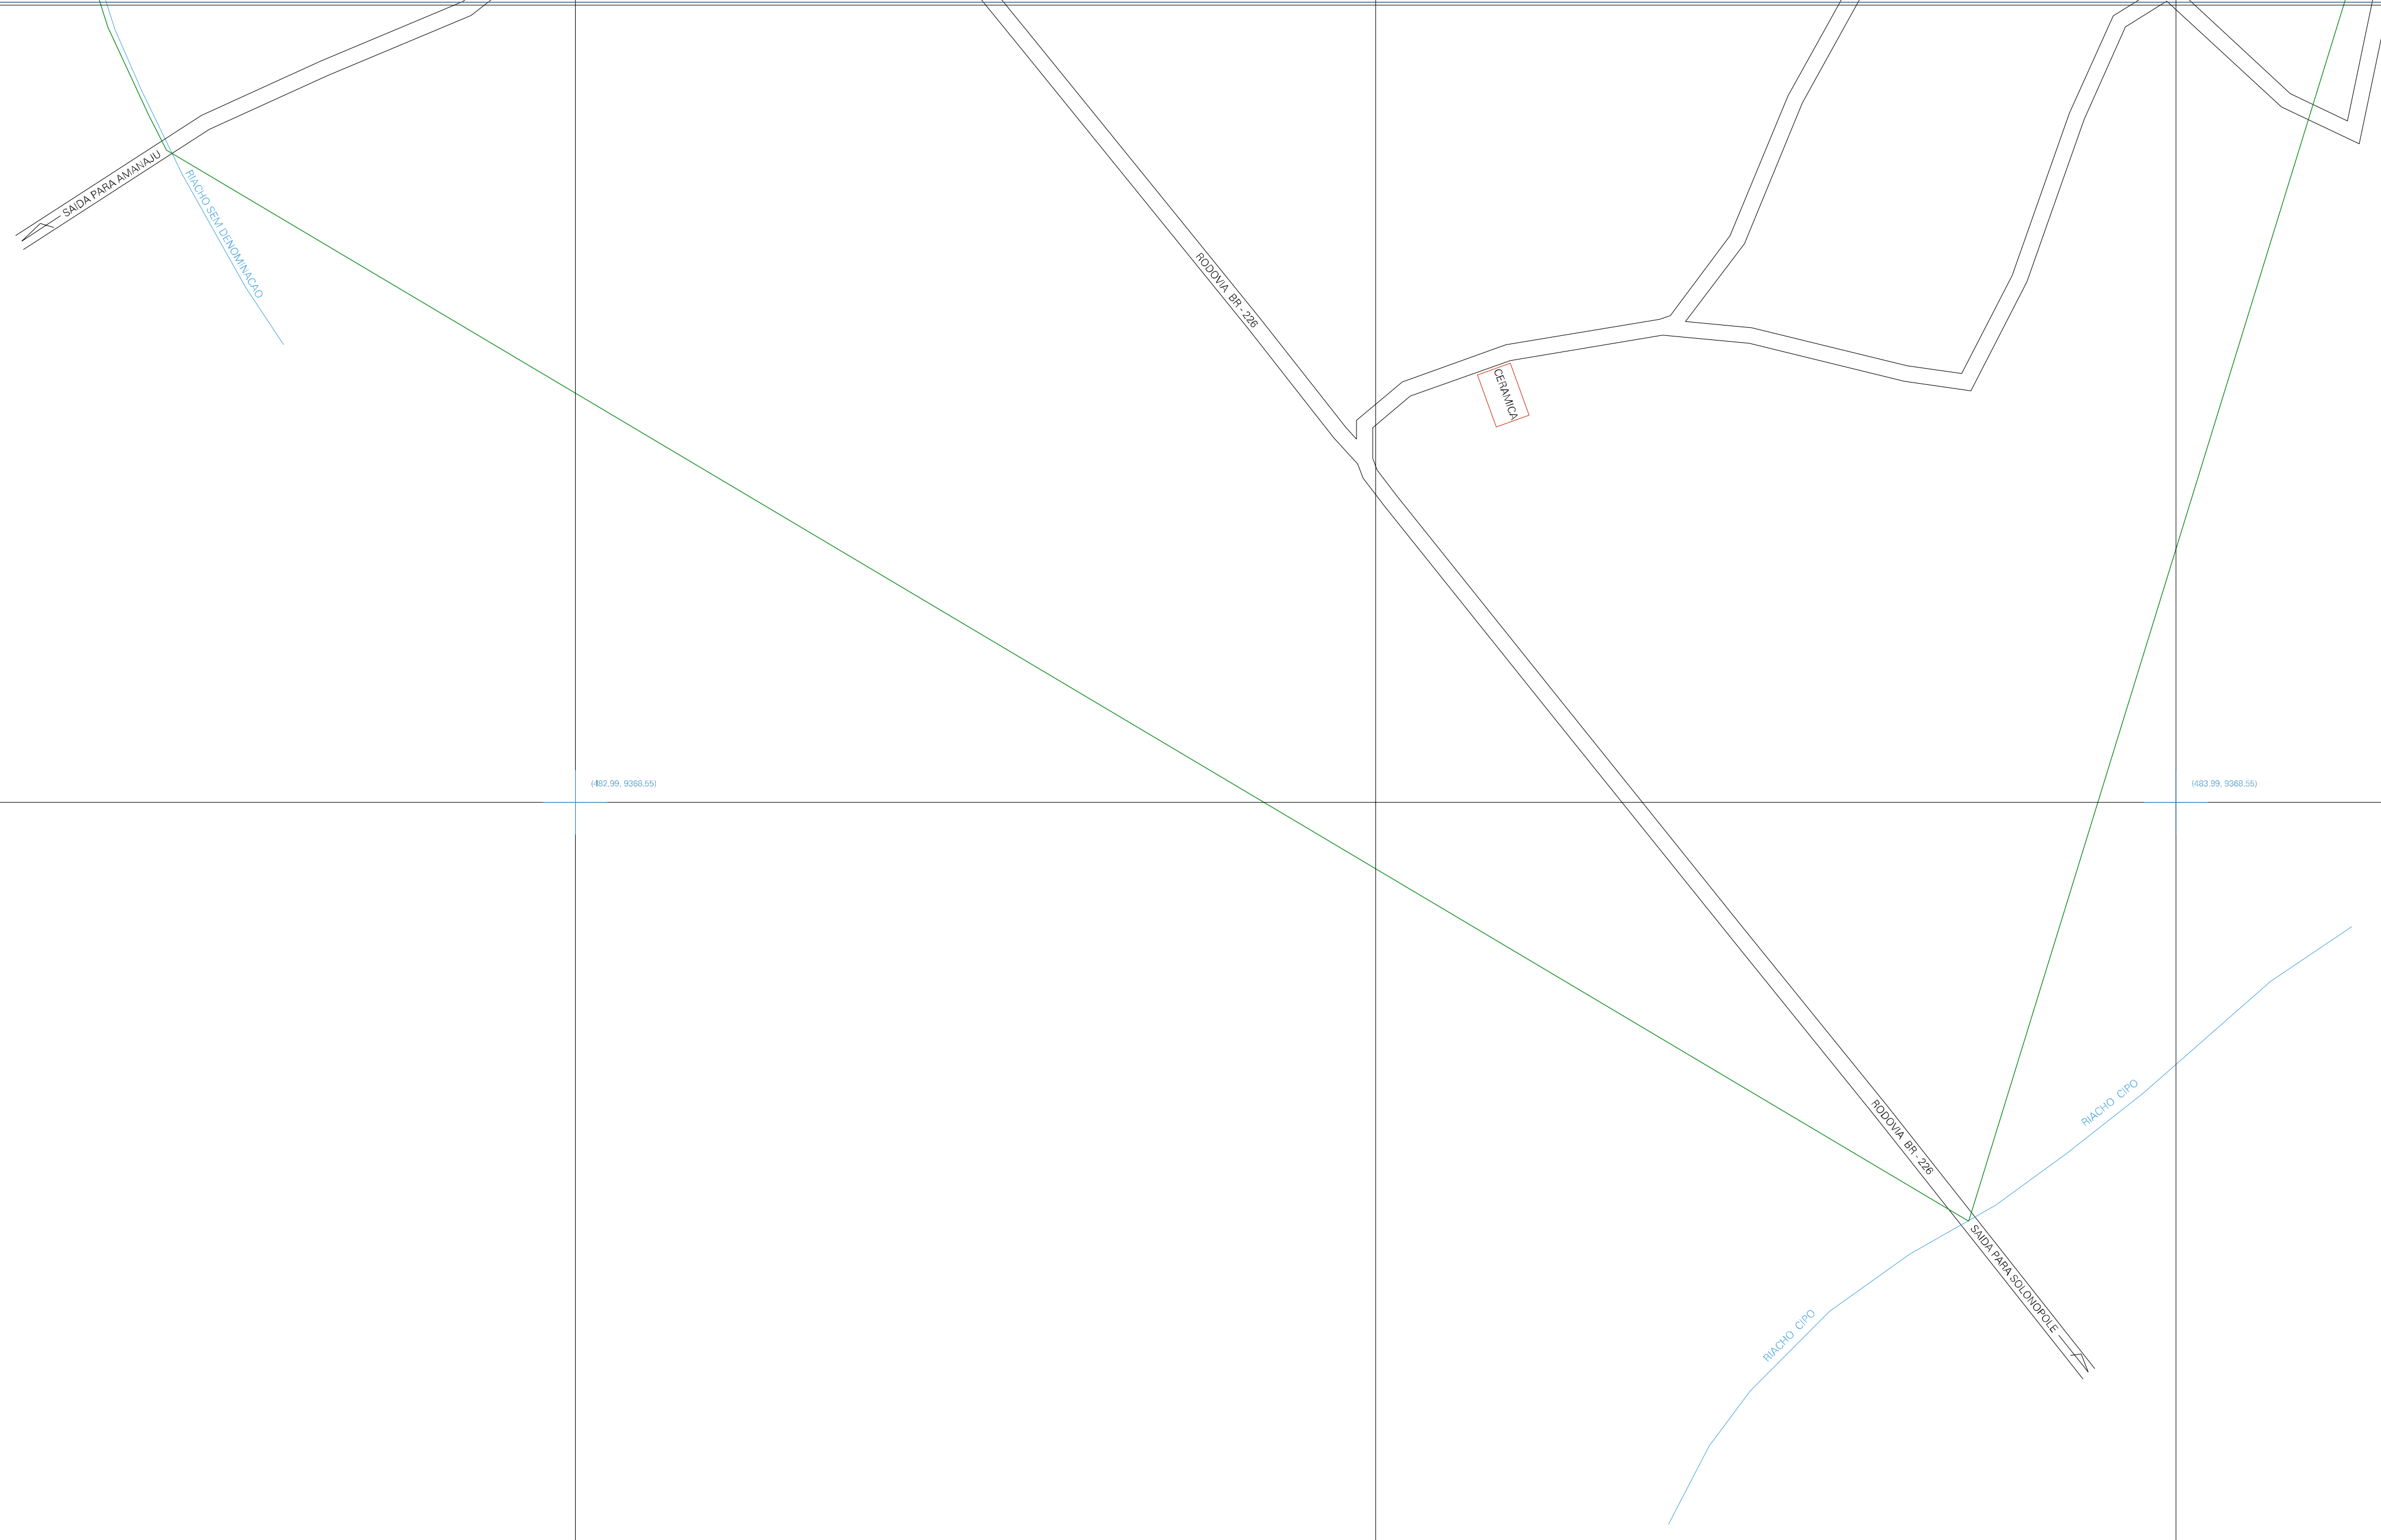 SAIDA PARA AMANAJU
RIACHO SEM DENOMINACAO
RODOVIA BR - 226
CERAMICA
(482.99, 9368.55)
(483.99, 9368.55)
RODOVIA BR - 226
RIACHO CIPO
SAIDA PARA SOLONOPOLE
RIACHO CIPO